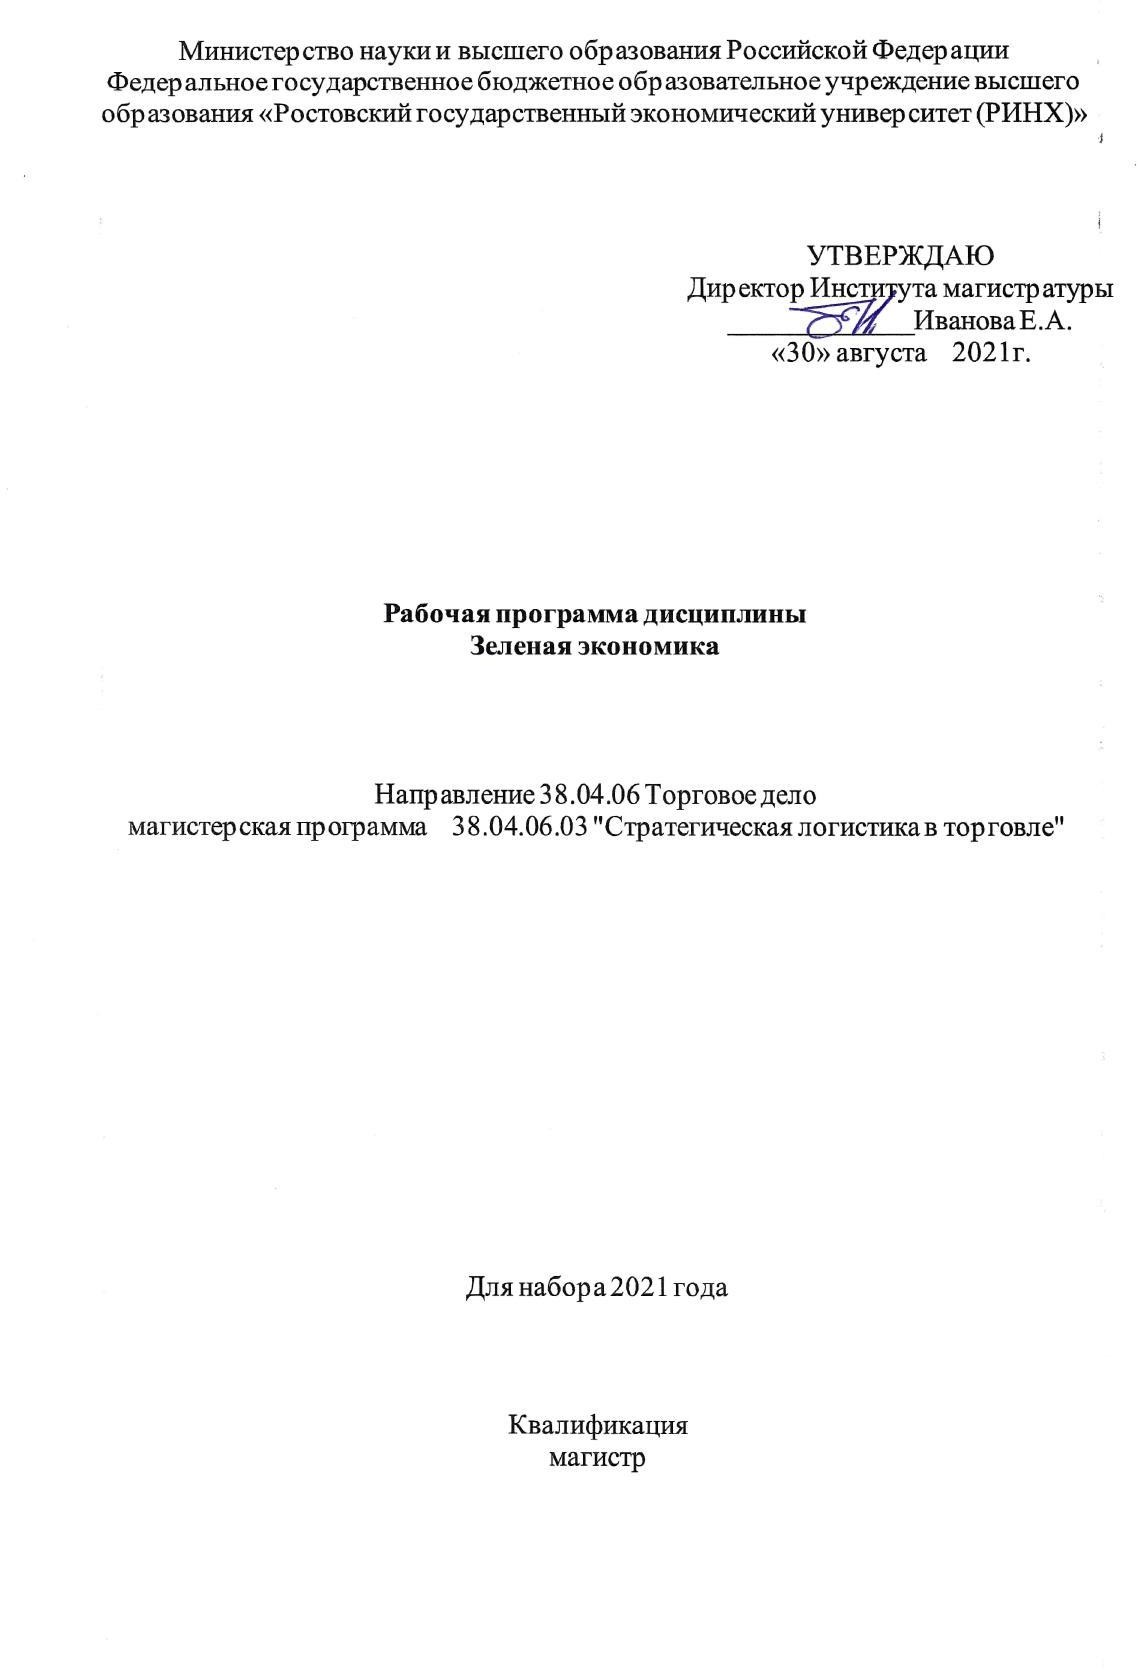 Министерство науки и высшего образования Российской Федерации
Федеральное государственное бюджетное образовательное учреждение высшего
образования «Ростовский государственный экономический университет (РИНХ)»
УТВЕРЖДАЮ
Директор Института магистратуры
Иванова Е.А.
«30» августа 2021г.
Рабочая программа дисциплины
Зеленая экономика
Направление 38.04.06 Торговое дело
магистерская программа 38.04.06.03 "Стратегическая логистика в торговле"
Для набора 2021 года
Квалификация
магистр